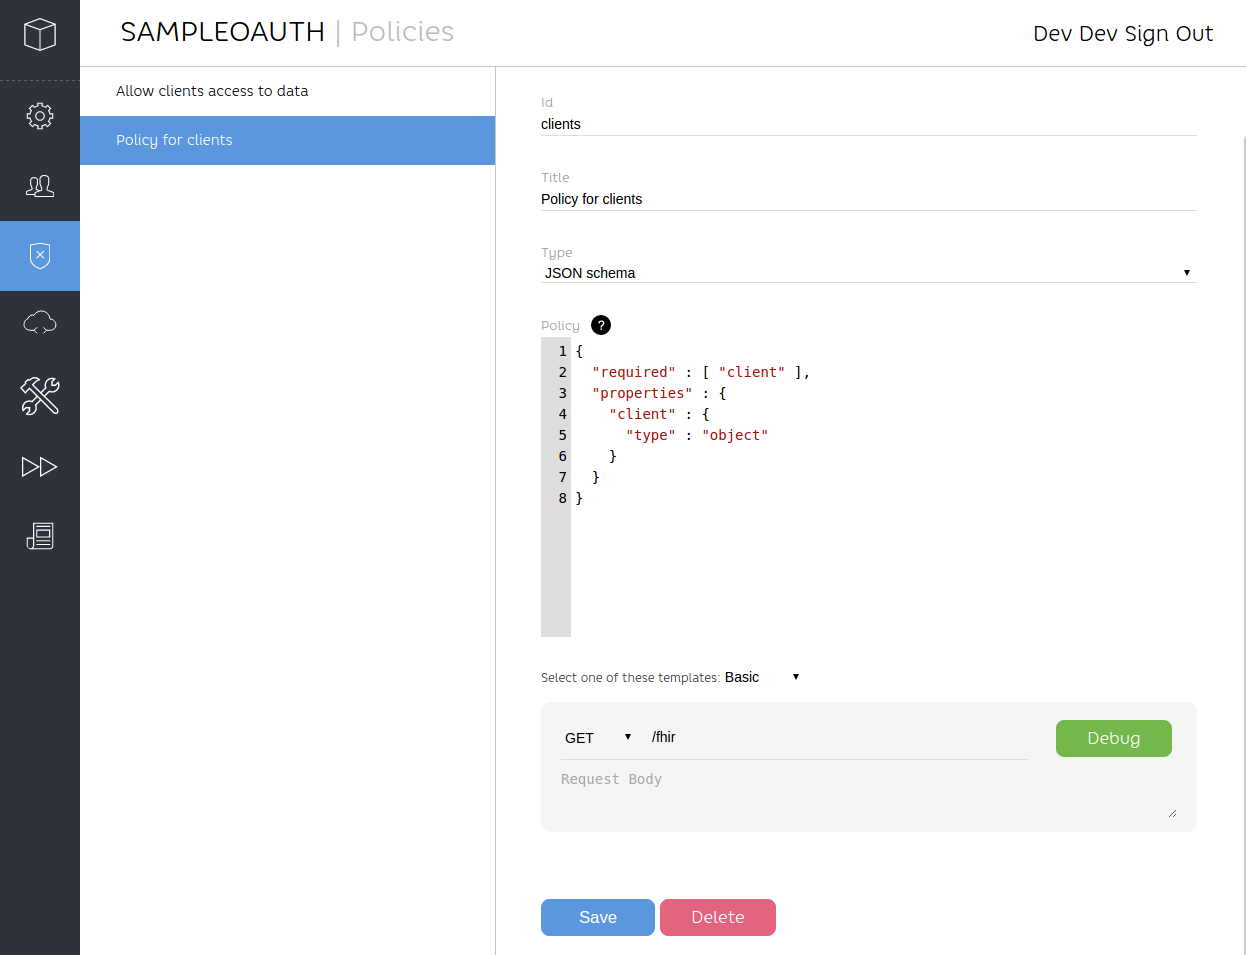 SAMPLEOAUTH | Policies
Dev Dev Sign Out
Allow clients access to data
Policy for clients
Id
clients
Title
Policy for clients
Type
JSON schema
Policy ?
1 {
2   "required" : [ "client" ],
3   "properties" : {
4     "client" : {
5       "type" : "object"
6     }
7   }
8 }
Select one of these templates: Basic
GET /fhir
Debug
Request Body
Save Delete